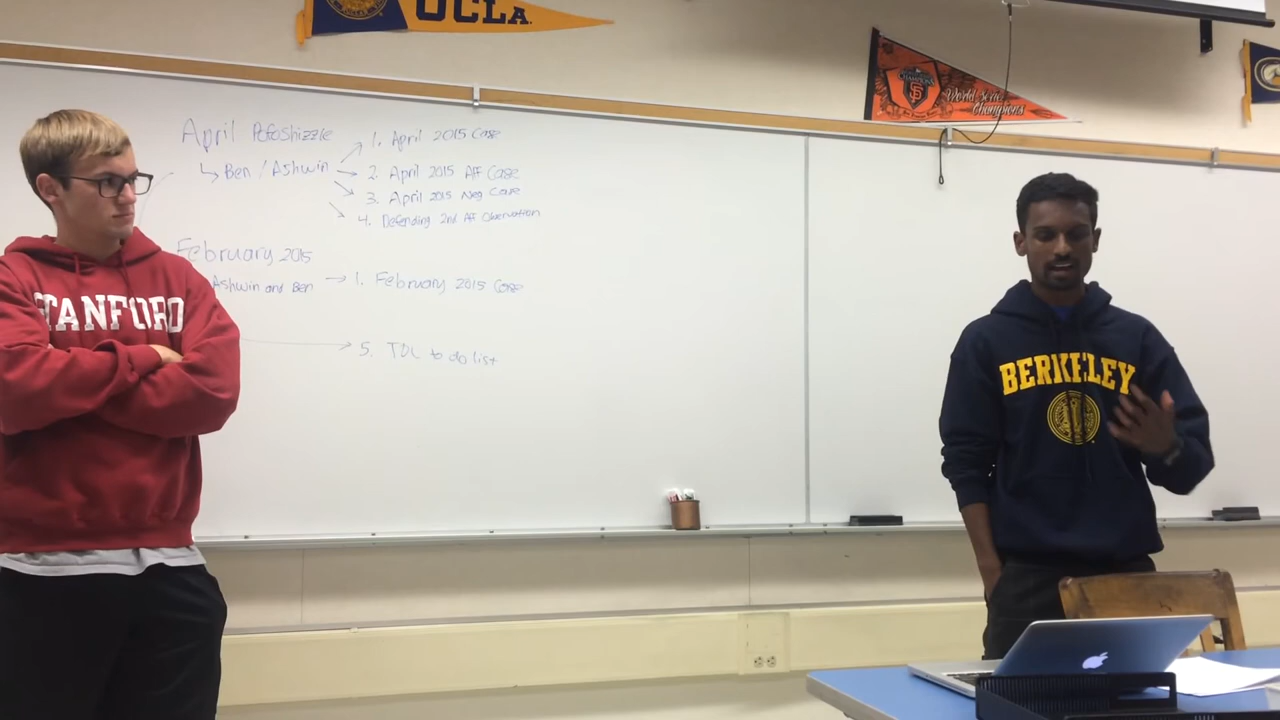 UCLA
CHAMPIONS
SF
World Series
Champions
April Pofoshizzle
↳ Ben / Ashwin
1. April 2015 Case
2. April 2015 Aff Case
3. April 2015 Neg Case
4. Defending 2nd Aff Observation
February 2015
Ashwin and Ben → 1. February 2015 Case
5. TDL to do list
STANFORD
BERKELEY